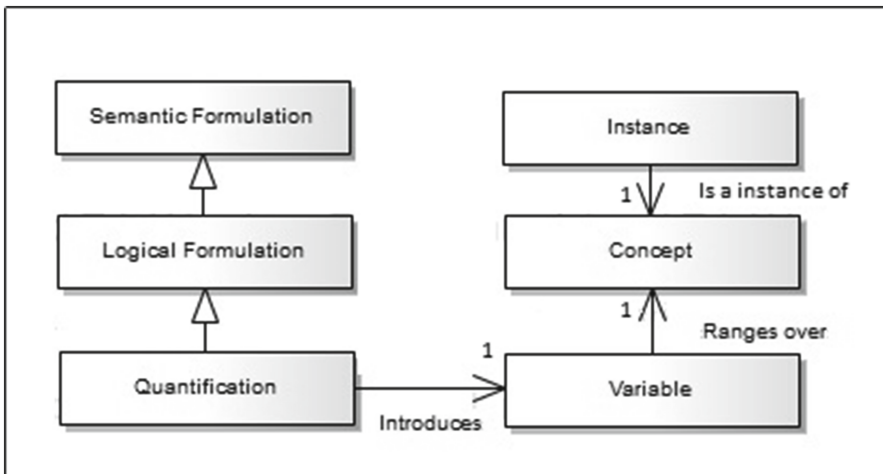 Semantic Formulation
Instance
1
Is a instance of
Logical Formulation
Concept
1
Ranges over
1
Quantification
Variable
Introduces